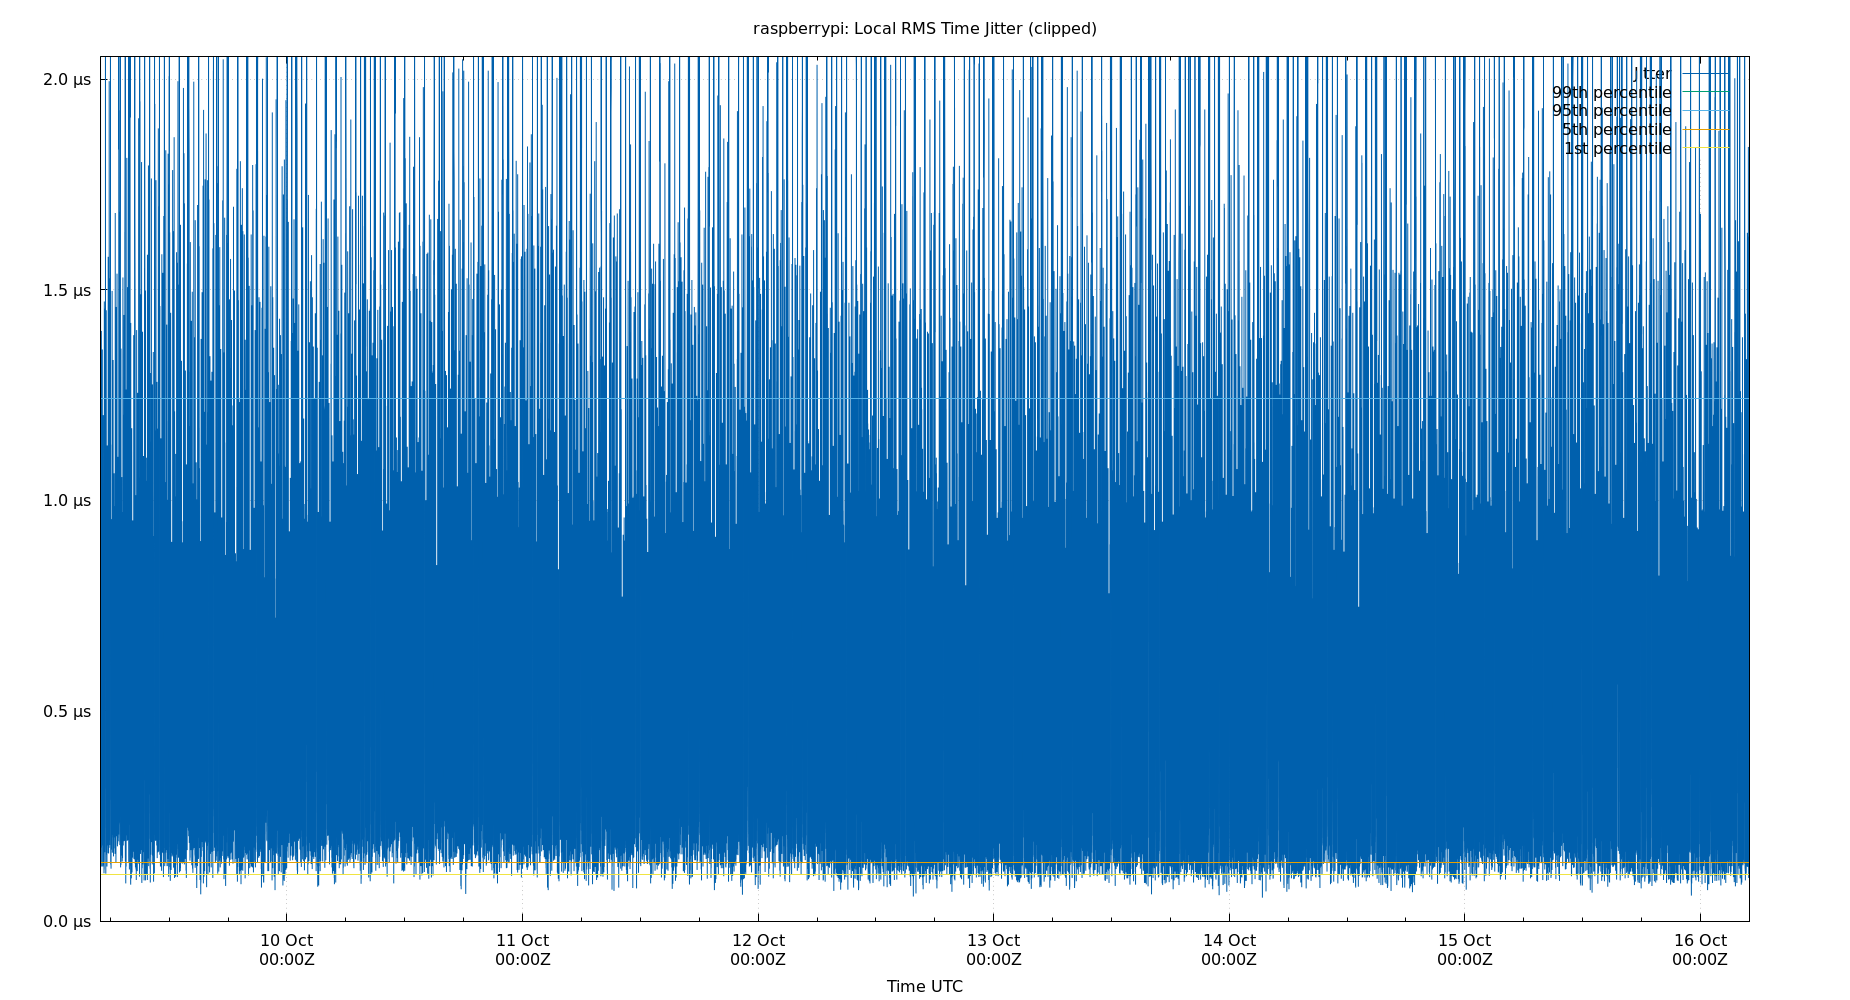 raspberrypi: Local RMS Time Jitter (clipped)
Jitter
99th percentile
95th percentile
5th percentile
1st percentile
2.0 µs
1.5 µs
1.0 µs
0.5 µs
0.0 µs
10 Oct
00:00Z
11 Oct
00:00Z
12 Oct
00:00Z
13 Oct
00:00Z
14 Oct
00:00Z
15 Oct
00:00Z
16 Oct
00:00Z
Time UTC